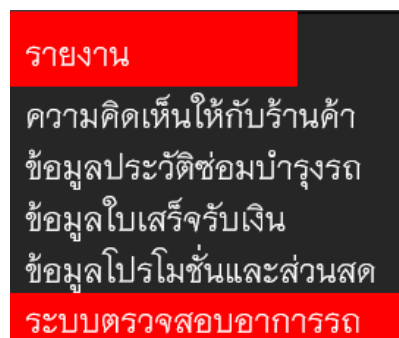 รายงาน
ความคิดเห็นให้กับร้านค้า
ข้อมูลประวัติซ่อมบำรุงรถ
ข้อมูลใบเสร็จรับเงิน
ข้อมูลโปรโมชั่นและส่วนสด
ระบบตรวจสอบอาการรถ